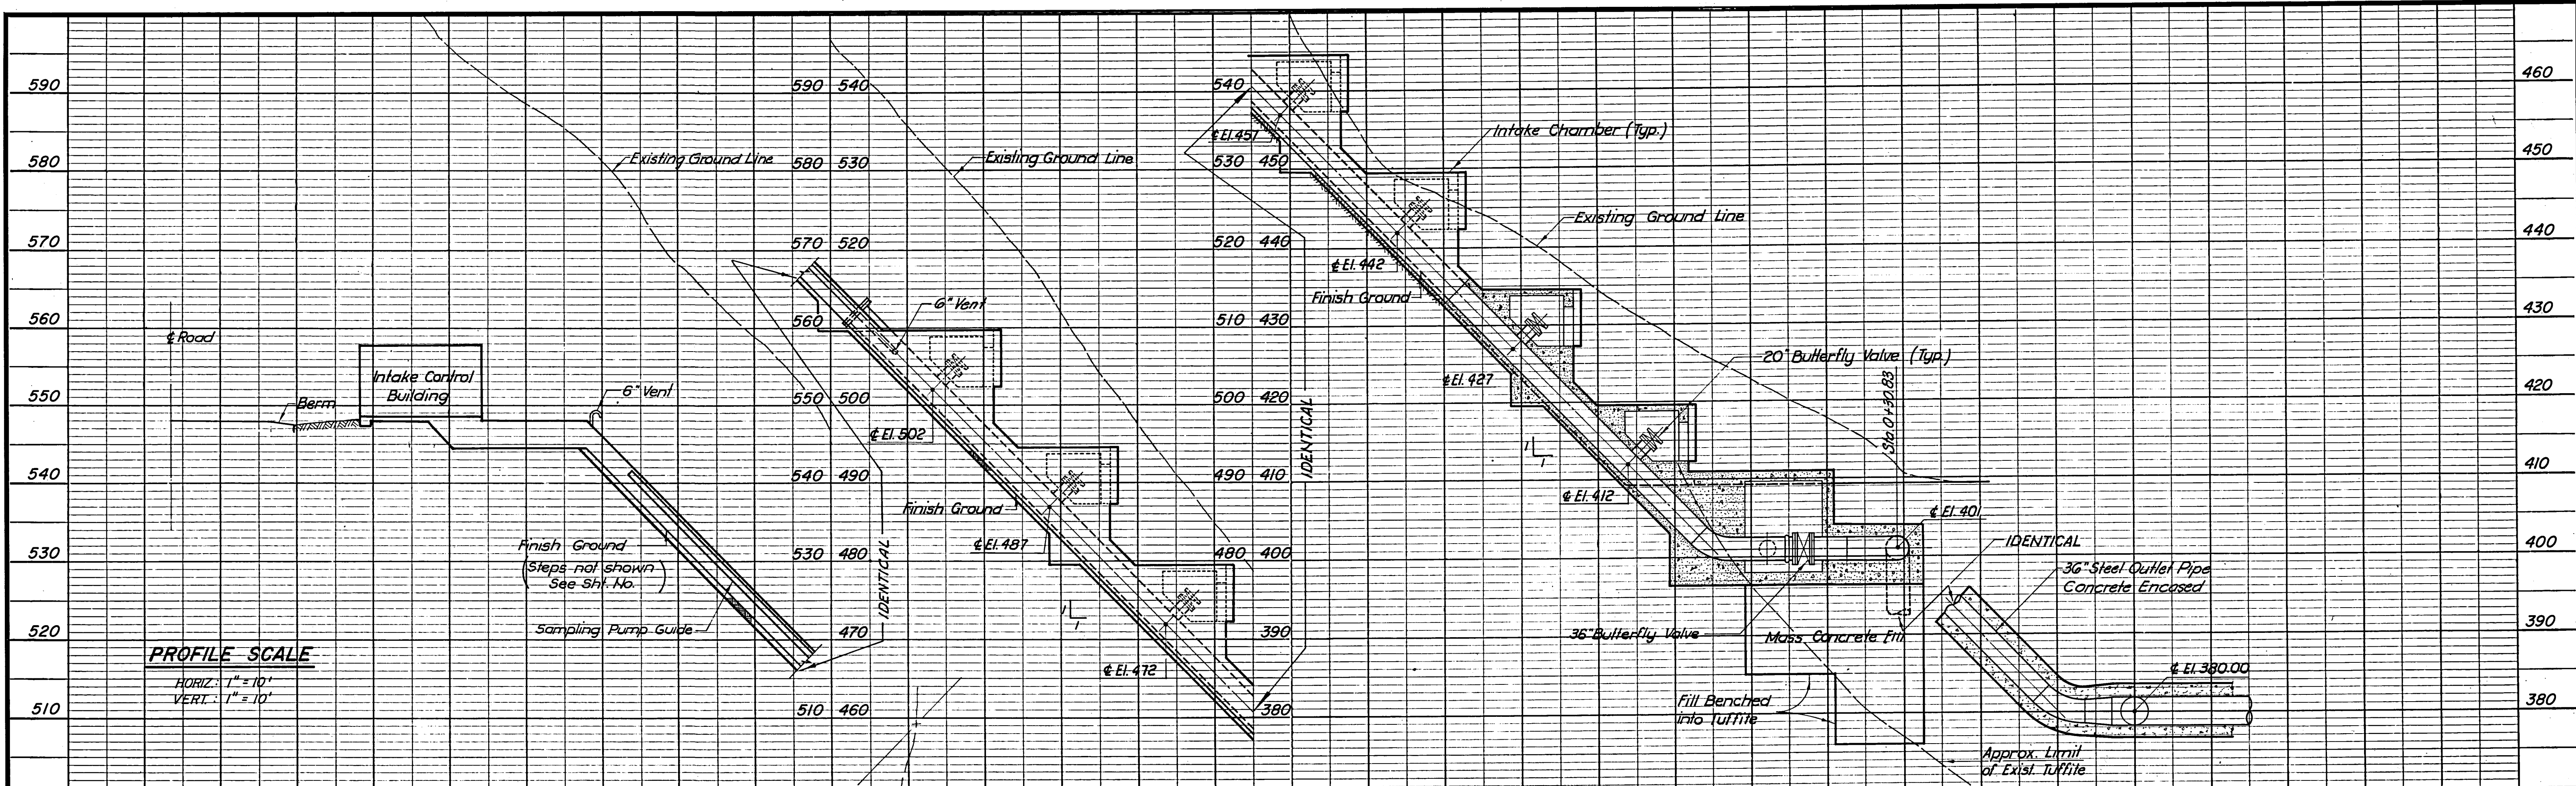 590
580
570
560
550
540
530
520
510
℄ Road
Berm
Intake Control
Building
6" Vent
Existing Ground Line
Finish Ground
(Steps not shown
See Sht. No. )
Sampling Pump Guide
PROFILE SCALE
HORIZ.: 1" = 10'
VERT.: 1" = 10'
590 540
580 530
570 520
560
550 500
540 490
530 480
470
510 460
IDENTICAL
6" Vent
Existing Ground Line
℄ El. 502
Finish Ground
℄ El. 487
℄ El. 472
540
530 450
520 440
510 430
500 420
490 410
480 400
390
380
IDENTICAL
℄ El. 457
Intake Chamber (Typ.)
Existing Ground Line
℄ El. 442
Finish Ground
20" Butterfly Valve (Typ.)
℄ El. 427
℄ El. 412
Sta. 0+30.83
℄ El. 401
IDENTICAL
36" Steel Outlet Pipe
Concrete Encased
36" Butterfly Valve
Mass Concrete Fill
℄ El. 380.00
Fill Benched
into Tuffite
Approx. Limit
of Exist. Tuffite
1
1
1
1
460
450
440
430
420
410
400
390
380